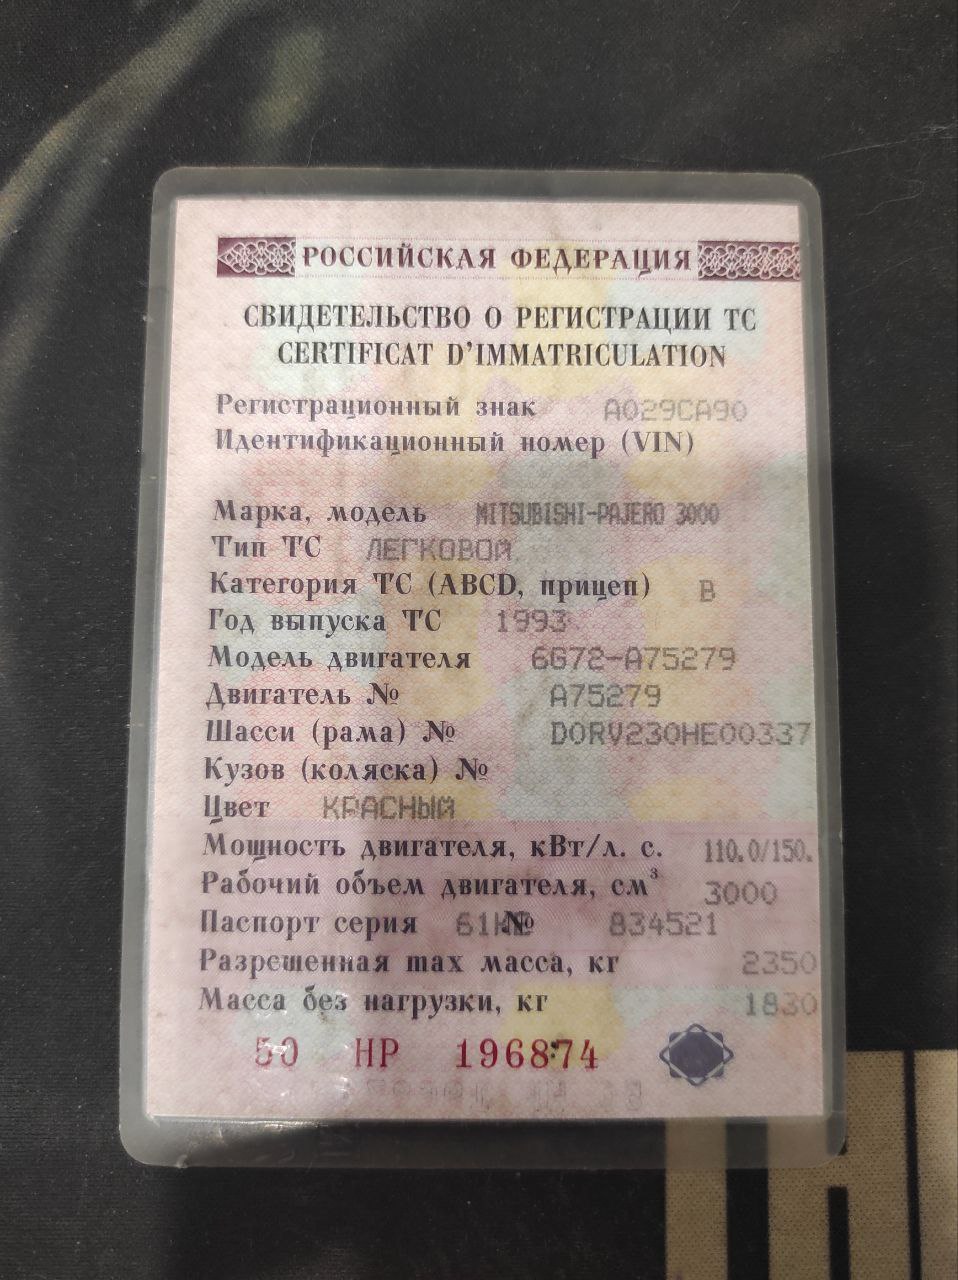 РОССИЙСКАЯ ФЕДЕРАЦИЯ
СВИДЕТЕЛЬСТВО О РЕГИСТРАЦИИ ТС
CERTIFICAT D'IMMATRICULATION
Регистрационный знак А029СА90
Идентификационный номер (VIN)
Марка, модель MITSUBISHI-PAJERO 3000
Тип ТС ЛЕГКОВОЙ
Категория ТС (ABCD, прицеп) B
Год выпуска ТС 1993
Модель двигателя 6G72-A75279
Двигатель № A75279
Шасси (рама) № DORV230HE00337
Кузов (коляска) №
Цвет КРАСНЫЙ
Мощность двигателя, кВт/л. с. 110.0/150.
Рабочий объем двигателя, см³ 3000
Паспорт серия № 834521
Разрешенная max масса, кг 2350
Масса без нагрузки, кг 1830
50 НР 196874